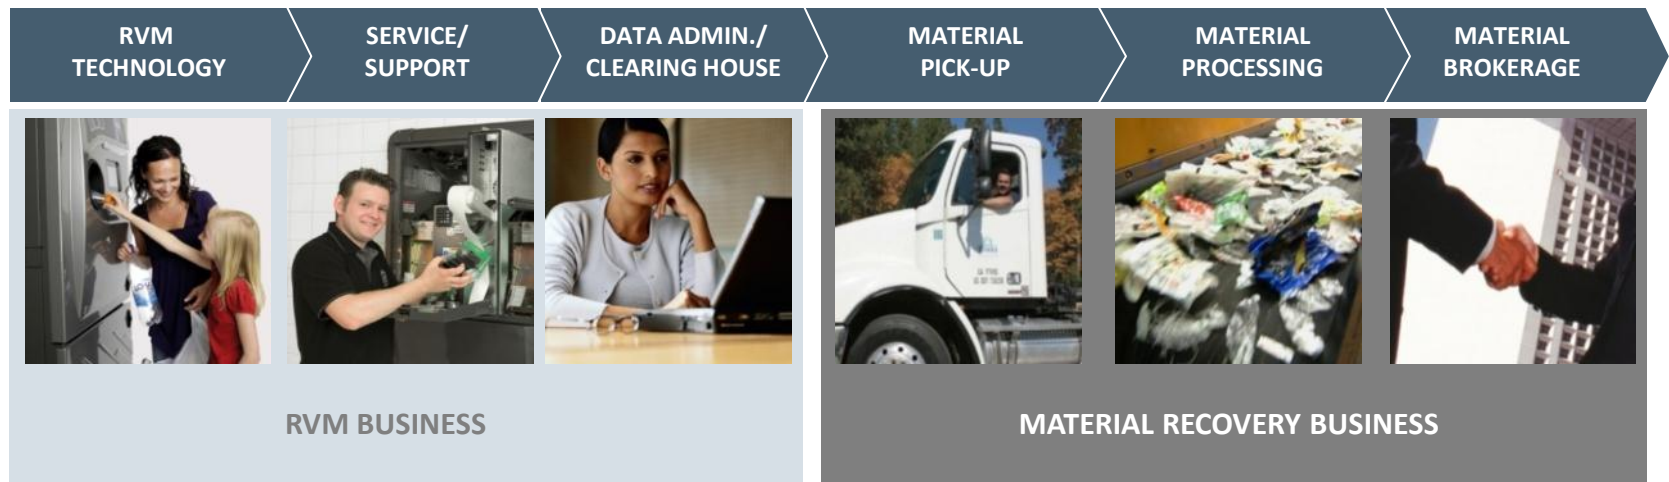 RVM
TECHNOLOGY
SERVICE/
SUPPORT
DATA ADMIN./
CLEARING HOUSE
MATERIAL
PICK-UP
MATERIAL
PROCESSING
MATERIAL
BROKERAGE
RVM BUSINESS
MATERIAL RECOVERY BUSINESS